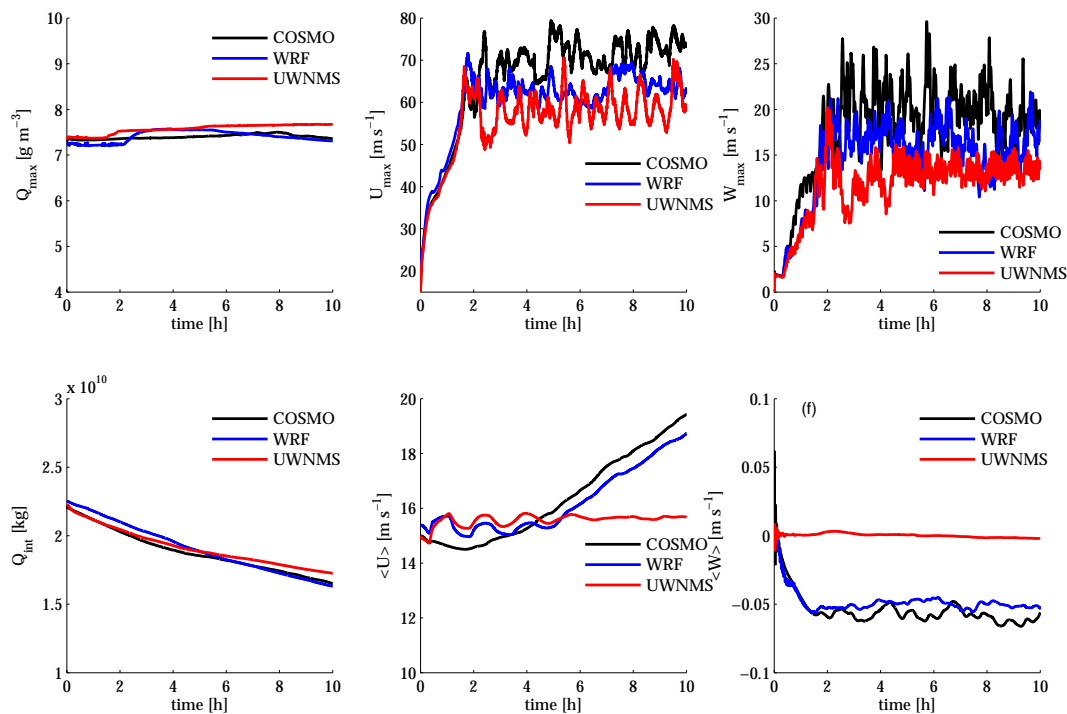 10
9
8
7
6
5
4
Q_max [g m⁻³]
0 2 4 6 8 10
time [h]
COSMO
WRF
UWNMS
80
70
60
50
40
30
20
U_max [m s⁻¹]
0 2 4 6 8 10
time [h]
COSMO
WRF
UWNMS
30
25
20
15
10
5
0
W_max [m s⁻¹]
0 2 4 6 8 10
time [h]
COSMO
WRF
UWNMS
x 10¹⁰
3
2.5
2
1.5
1
Q_int [kg]
0 2 4 6 8 10
time [h]
COSMO
WRF
UWNMS
20
18
16
14
12
10
<U> [m s⁻¹]
0 2 4 6 8 10
time [h]
COSMO
WRF
UWNMS
(f)
0.1
0.05
0
−0.05
−0.1
<W> [m s⁻¹]
0 2 4 6 8 10
time [h]
COSMO
WRF
UWNMS